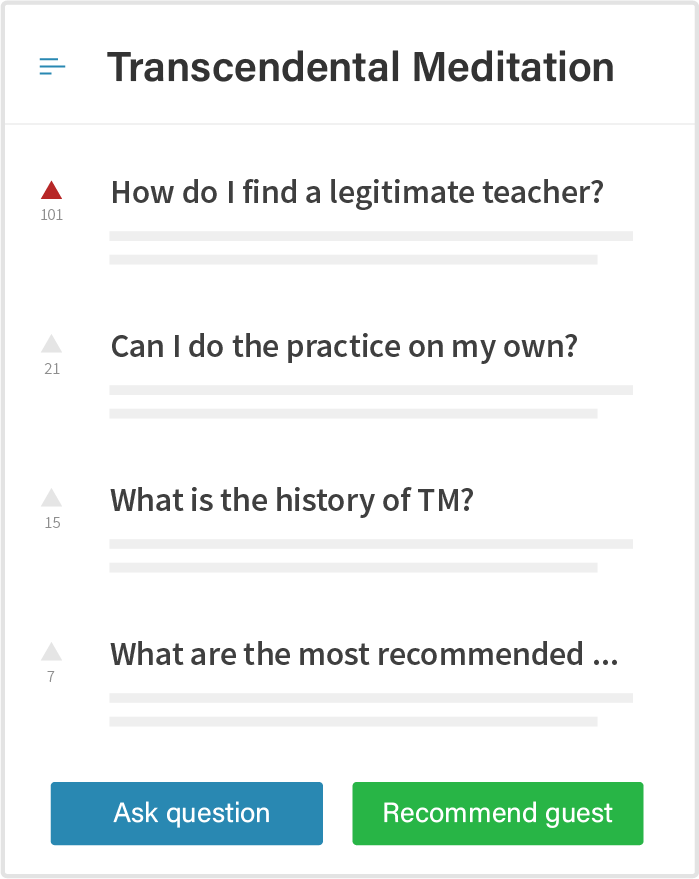 Transcendental Meditation
How do I find a legitimate teacher?
101
Can I do the practice on my own?
21
What is the history of TM?
15
What are the most recommended ...
7
Ask question
Recommend guest